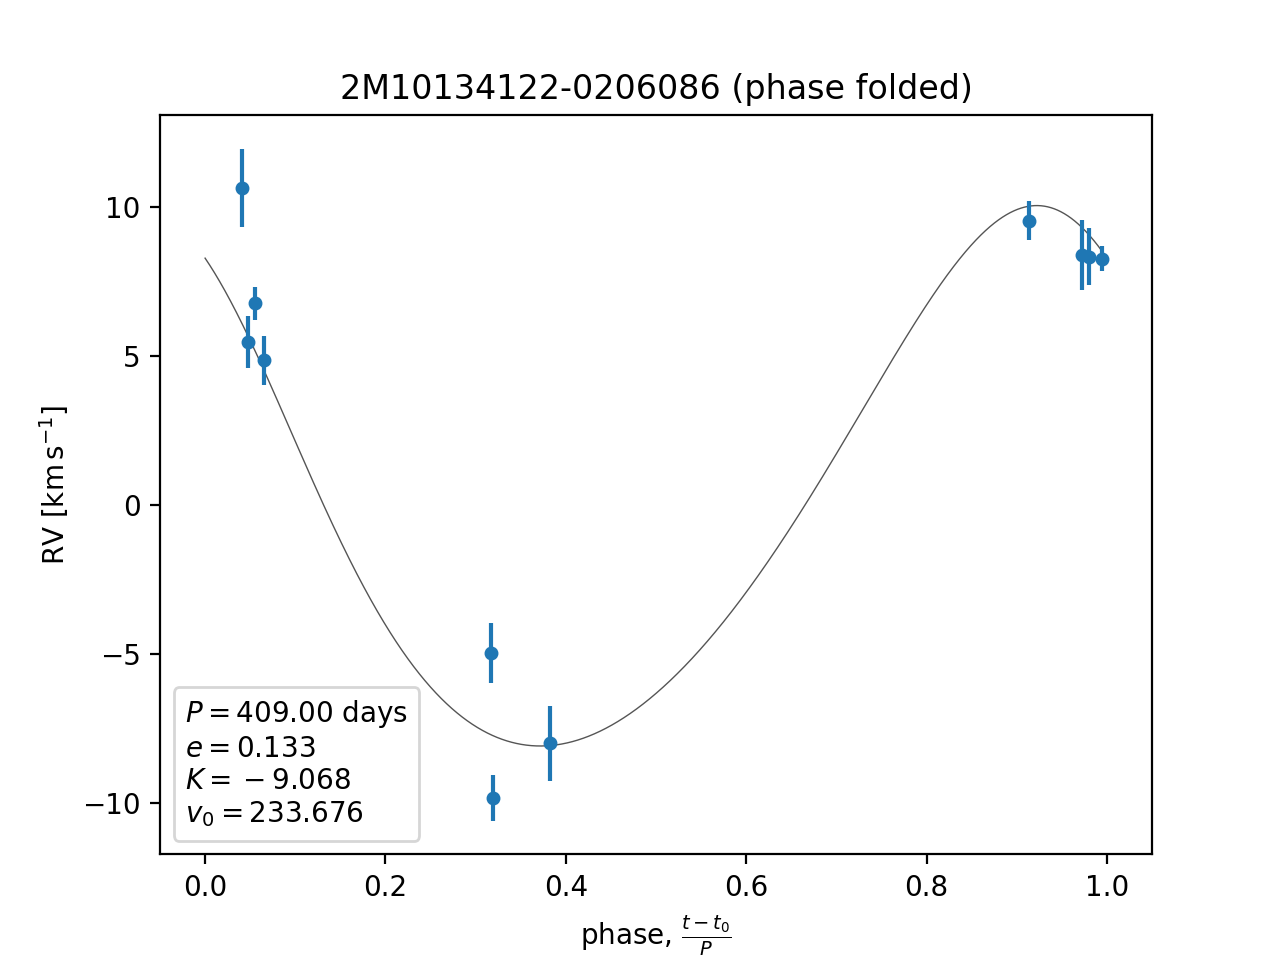 2M10134122-0206086 (phase folded)
RV [km s⁻¹]
10
5
0
−5
−10
P = 409.00 days
e = 0.133
K = −9.068
v₀ = 233.676
0.0 0.2 0.4 0.6 0.8 1.0
phase, (t − t₀)/P